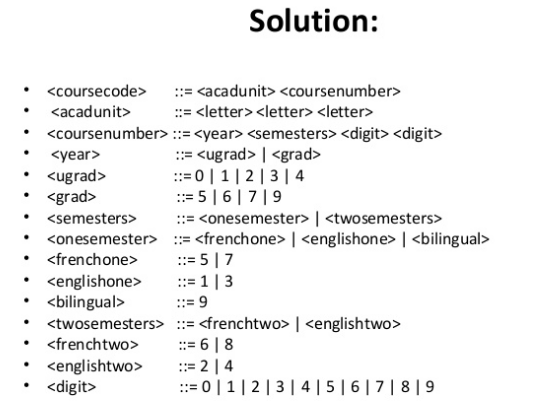 Solution:
• <coursecode> ::= <acadunit> <coursenumber>
• <acadunit> ::= <letter> <letter> <letter>
• <coursenumber> ::= <year> <semesters> <digit> <digit>
• <year> ::= <ugrad> | <grad>
• <ugrad> ::= 0 | 1 | 2 | 3 | 4
• <grad> ::= 5 | 6 | 7 | 9
• <semesters> ::= <onesemester> | <twosemesters>
• <onesemester> ::= <frenchone> | <englishone> | <bilingual>
• <frenchone> ::= 5 | 7
• <englishone> ::= 1 | 3
• <bilingual> ::= 9
• <twosemesters> ::= <frenchtwo> | <englishtwo>
• <frenchtwo> ::= 6 | 8
• <englishtwo> ::= 2 | 4
• <digit> ::= 0 | 1 | 2 | 3 | 4 | 5 | 6 | 7 | 8 | 9